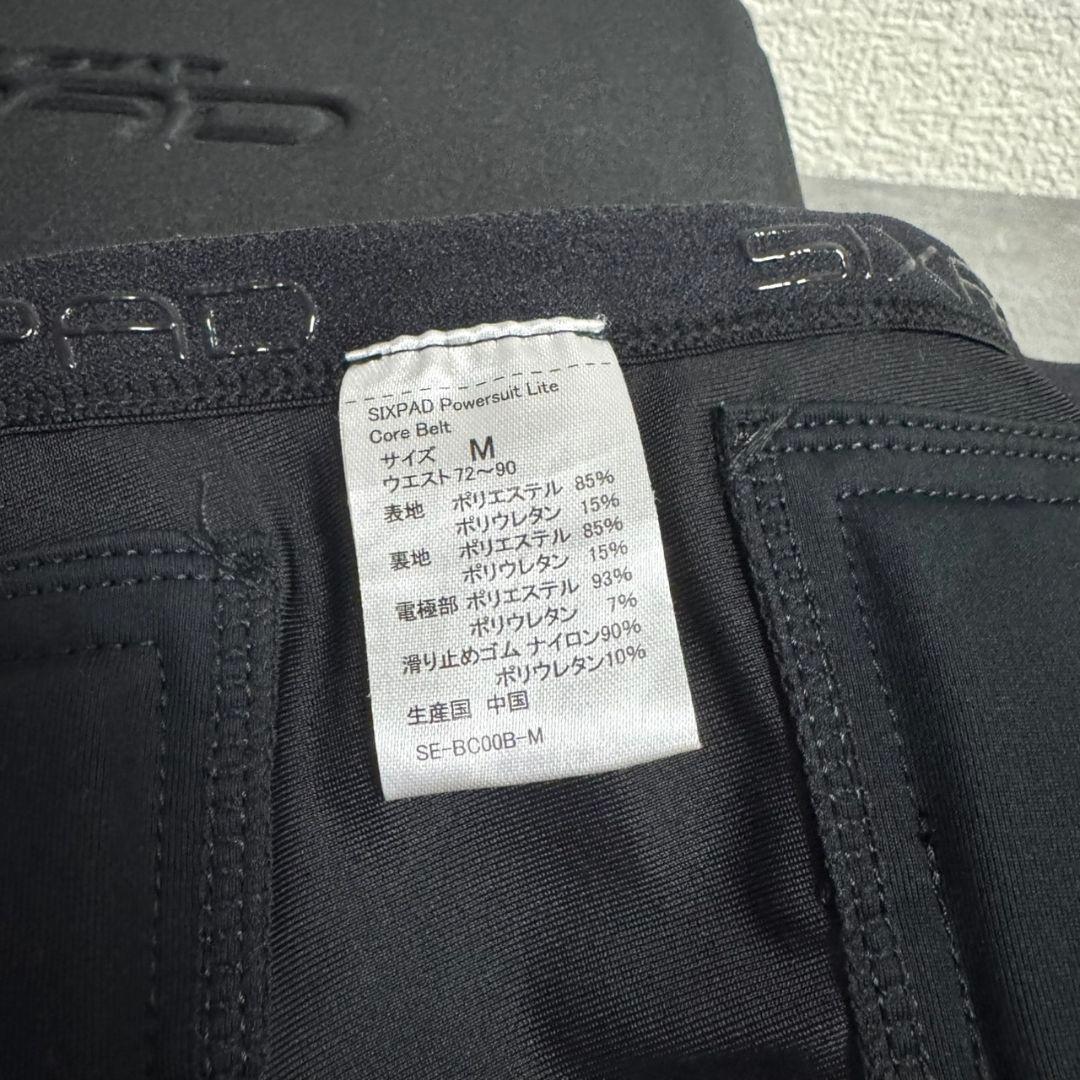 PAD
SIXPA
SIXPAD Powersuit Lite
Core Belt
サイズ M
ウエスト72～90
表地 ポリエステル 85%
ポリウレタン 15%
裏地 ポリエステル 85%
ポリウレタン 15%
電極部 ポリエステル 93%
ポリウレタン 7%
滑り止めゴム ナイロン90%
ポリウレタン10%
生産国 中国
SE-BC00B-M